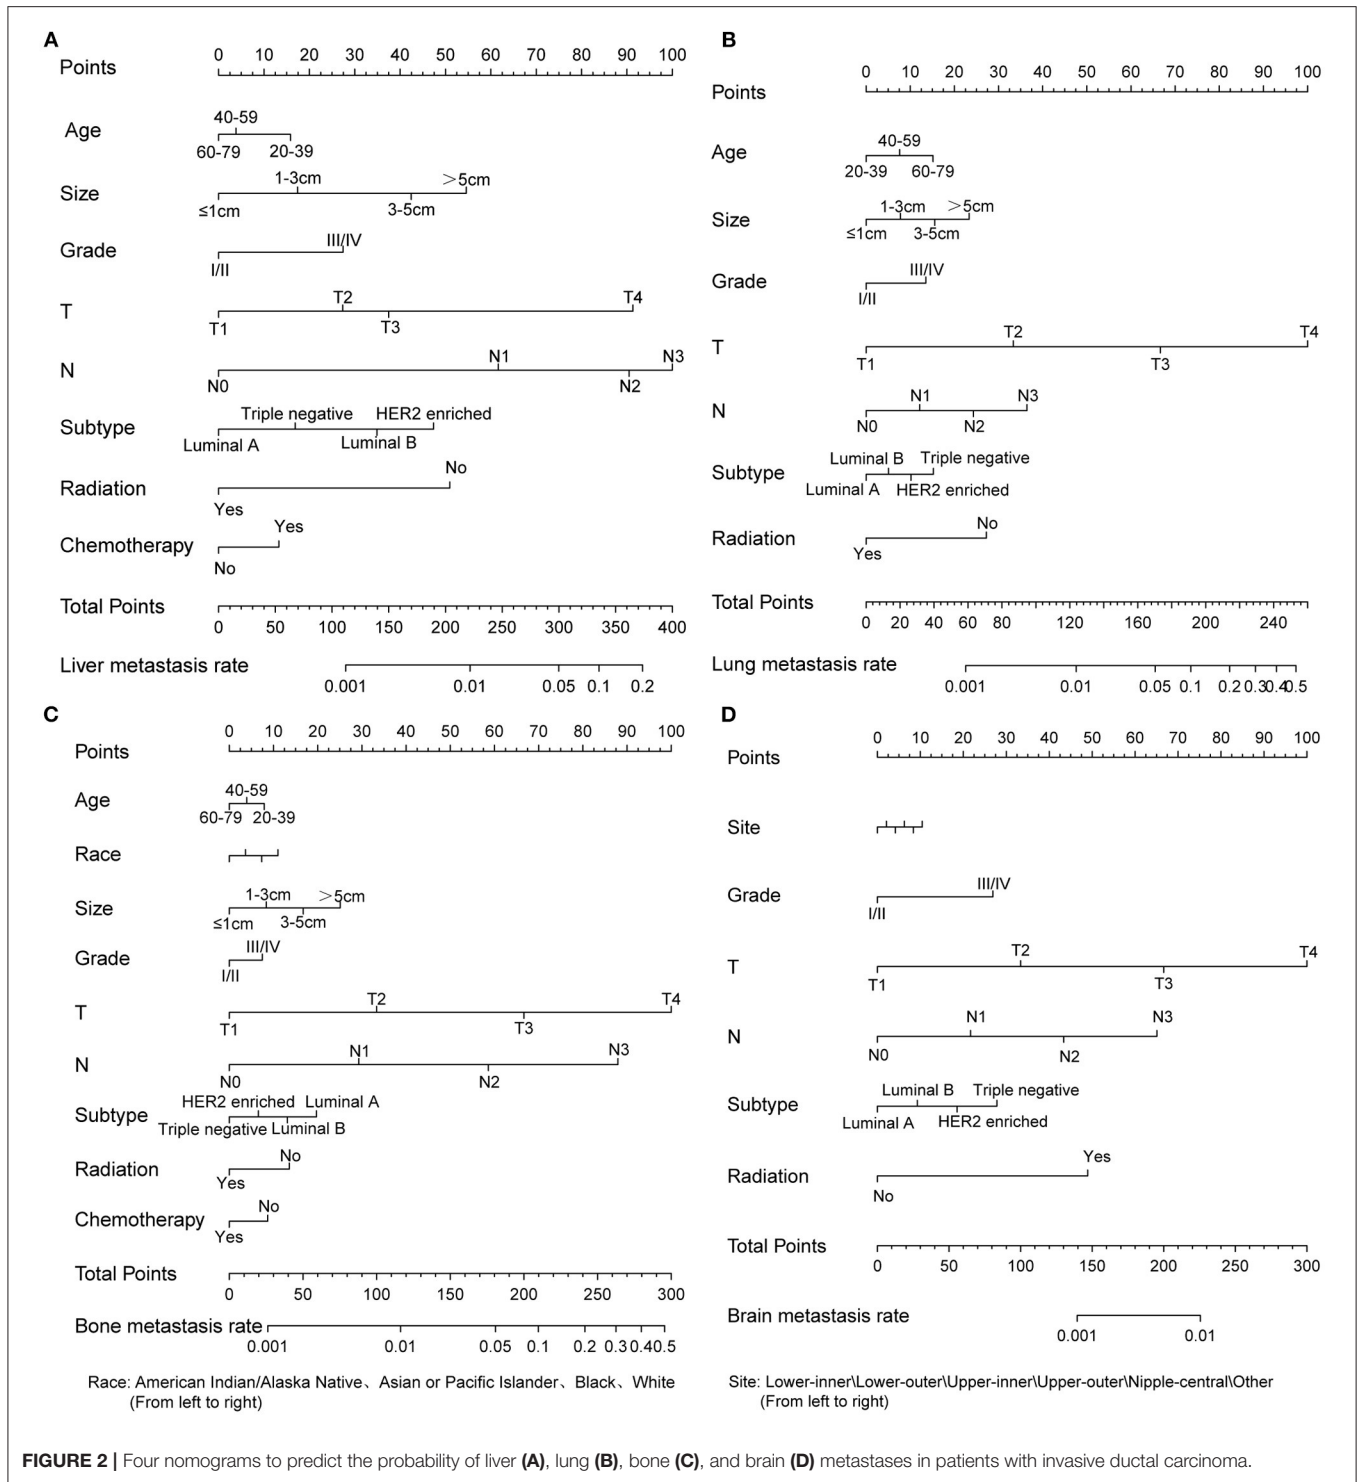 A
0 10 20 30 40 50 60 70 80 90 100
Points
40-59
Age
60-79 20-39
1-3cm >5cm
Size
≤1cm 3-5cm
III/IV
Grade
I/II
T2 T4
T
T1 T3
N1 N3
N
N0 N2
Triple negative HER2 enriched
Subtype
Luminal A Luminal B
No
Radiation
Yes
Yes
Chemotherapy
No
Total Points
0 50 100 150 200 250 300 350 400
Liver metastasis rate
0.001 0.01 0.05 0.1 0.2
B
0 10 20 30 40 50 60 70 80 90 100
Points
40-59
Age
20-39 60-79
1-3cm >5cm
Size
≤1cm 3-5cm
III/IV
Grade
I/II
T2 T4
T
T1 T3
N1 N3
N
N0 N2
Luminal B Triple negative
Subtype
Luminal A HER2 enriched
No
Radiation
Yes
Total Points
0 20 40 60 80 120 160 200 240
Lung metastasis rate
0.001 0.01 0.05 0.1 0.2 0.3 0.4 0.5
C
0 10 20 30 40 50 60 70 80 90 100
Points
40-59
Age
60-79 20-39
Race
1-3cm >5cm
Size
≤1cm 3-5cm
III/IV
Grade
I/II
T2 T4
T
T1 T3
N1 N3
N
N0 N2
HER2 enriched Luminal A
Subtype
Triple negative Luminal B
No
Radiation
Yes
No
Chemotherapy
Yes
Total Points
0 50 100 150 200 250 300
Bone metastasis rate
0.001 0.01 0.05 0.1 0.2 0.3 0.4 0.5
Race: American Indian/Alaska Native、Asian or Pacific Islander、Black、White
(From left to right)
D
0 10 20 30 40 50 60 70 80 90 100
Points
Site
III/IV
Grade
I/II
T2 T4
T
T1 T3
N1 N3
N
N0 N2
Luminal B Triple negative
Subtype
Luminal A HER2 enriched
Yes
Radiation
No
Total Points
0 50 100 150 200 250 300
Brain metastasis rate
0.001 0.01
Site: Lower-inner\Lower-outer\Upper-inner\Upper-outer\Nipple-central\Other
(From left to right)
FIGURE 2 | Four nomograms to predict the probability of liver (A), lung (B), bone (C), and brain (D) metastases in patients with invasive ductal carcinoma.